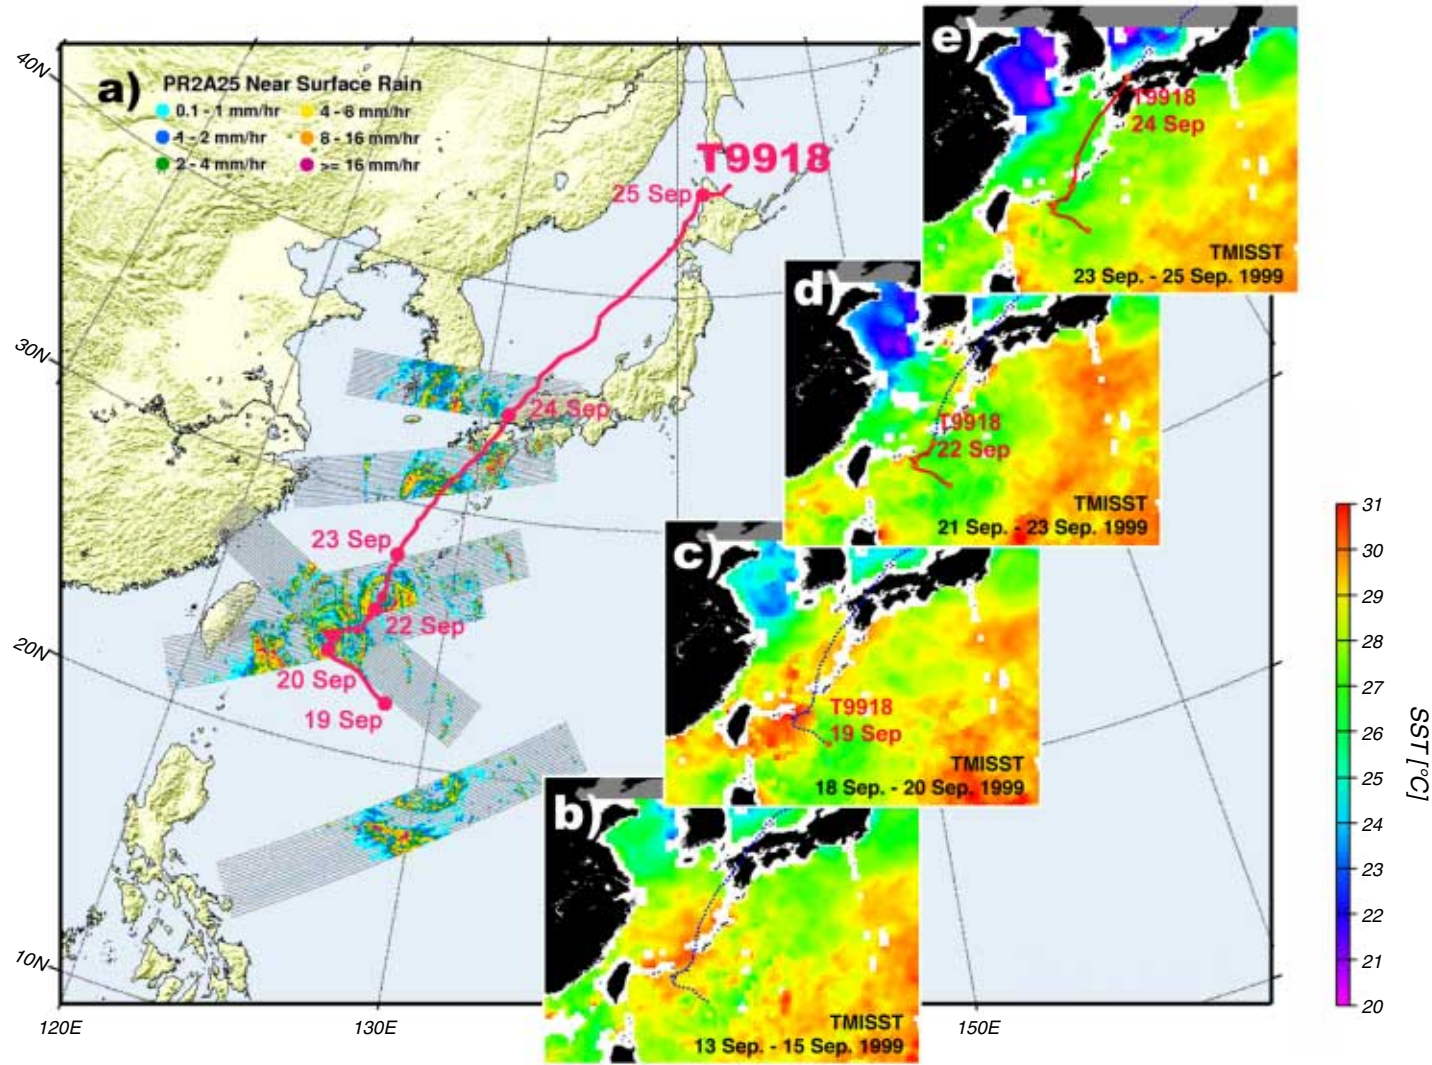 a)
PR2A25 Near Surface Rain
0.1 - 1 mm/hr
4 - 6 mm/hr
1 - 2 mm/hr
8 - 16 mm/hr
2 - 4 mm/hr
>= 16 mm/hr
T9918
25 Sep
24 Sep
23 Sep
22 Sep
20 Sep
19 Sep
40N
30N
20N
10N
120E
130E
150E
e)
T9918
24 Sep
TMISST
23 Sep. - 25 Sep. 1999
d)
T9918
22 Sep
TMISST
21 Sep. - 23 Sep. 1999
c)
T9918
19 Sep
TMISST
18 Sep. - 20 Sep. 1999
b)
TMISST
13 Sep. - 15 Sep. 1999
31
30
29
28
27
26
25
24
23
22
21
20
SST [°C]